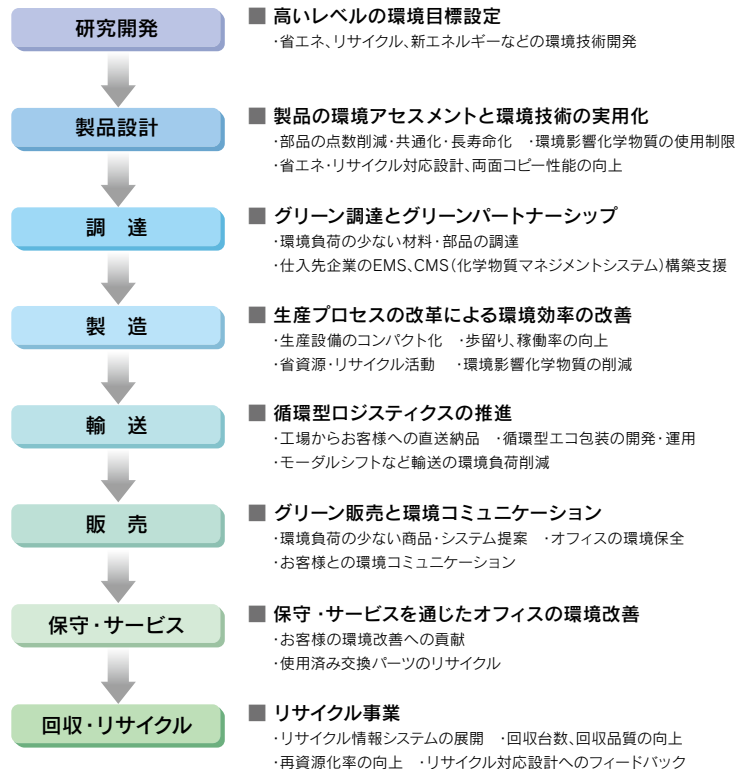 研究開発
■ 高いレベルの環境目標設定
・省エネ、リサイクル、新エネルギーなどの環境技術開発
製品設計
■ 製品の環境アセスメントと環境技術の実用化
・部品の点数削減・共通化・長寿命化　・環境影響化学物質の使用制限
・省エネ・リサイクル対応設計、両面コピー性能の向上
調　達
■ グリーン調達とグリーンパートナーシップ
・環境負荷の少ない材料・部品の調達
・仕入先企業のEMS、CMS（化学物質マネジメントシステム）構築支援
製　造
■ 生産プロセスの改革による環境効率の改善
・生産設備のコンパクト化　・歩留り、稼働率の向上
・省資源・リサイクル活動　・環境影響化学物質の削減
輸　送
■ 循環型ロジスティクスの推進
・工場からお客様への直送納品　・循環型エコ包装の開発・運用
・モーダルシフトなど輸送の環境負荷削減
販　売
■ グリーン販売と環境コミュニケーション
・環境負荷の少ない商品・システム提案　・オフィスの環境保全
・お客様との環境コミュニケーション
保守・サービス
■ 保守・サービスを通じたオフィスの環境改善
・お客様の環境改善への貢献
・使用済み交換パーツのリサイクル
回収・リサイクル
■ リサイクル事業
・リサイクル情報システムの展開　・回収台数、回収品質の向上
・再資源化率の向上　・リサイクル対応設計へのフィードバック